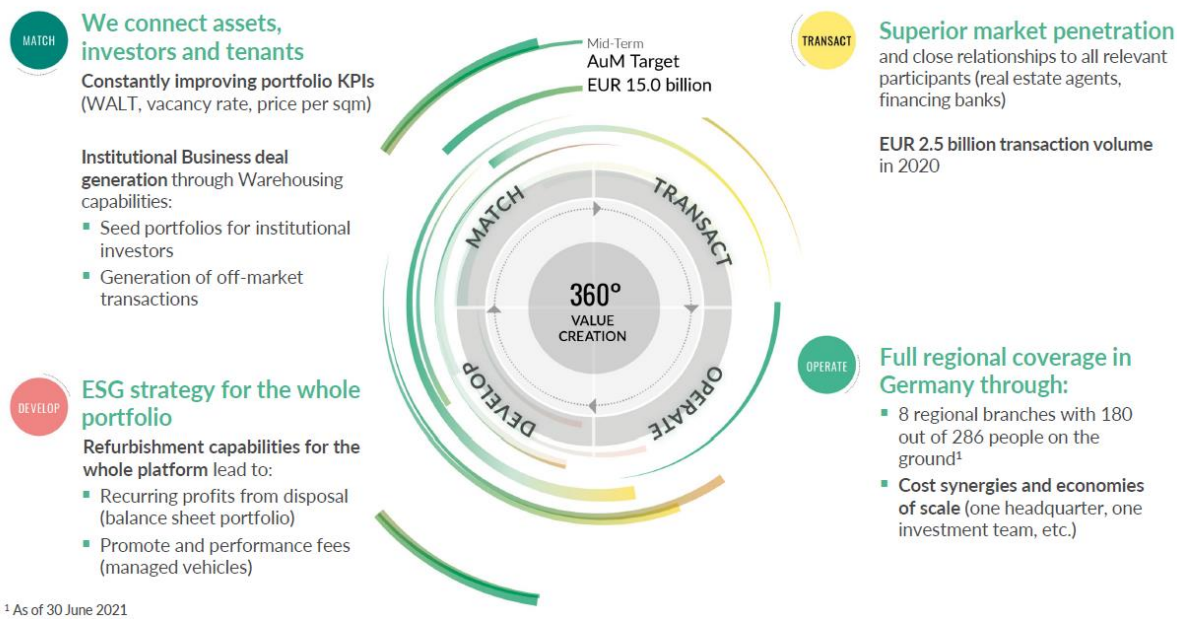 MATCH
We connect assets,
investors and tenants
Constantly improving portfolio KPIs
(WALT, vacancy rate, price per sqm)
Institutional Business deal
generation through Warehousing
capabilities:
▪ Seed portfolios for institutional
investors
▪ Generation of off-market
transactions
DEVELOP
ESG strategy for the whole
portfolio
Refurbishment capabilities for the
whole platform lead to:
▪ Recurring profits from disposal
(balance sheet portfolio)
▪ Promote and performance fees
(managed vehicles)
Mid-Term
AuM Target
EUR 15.0 billion
MATCH
TRANSACT
OPERATE
DEVELOP
360°
VALUE
CREATION
TRANSACT
Superior market penetration
and close relationships to all relevant
participants (real estate agents,
financing banks)
EUR 2.5 billion transaction volume
in 2020
OPERATE
Full regional coverage in
Germany through:
▪ 8 regional branches with 180
out of 286 people on the
ground¹
▪ Cost synergies and economies
of scale (one headquarter, one
investment team, etc.)
¹ As of 30 June 2021